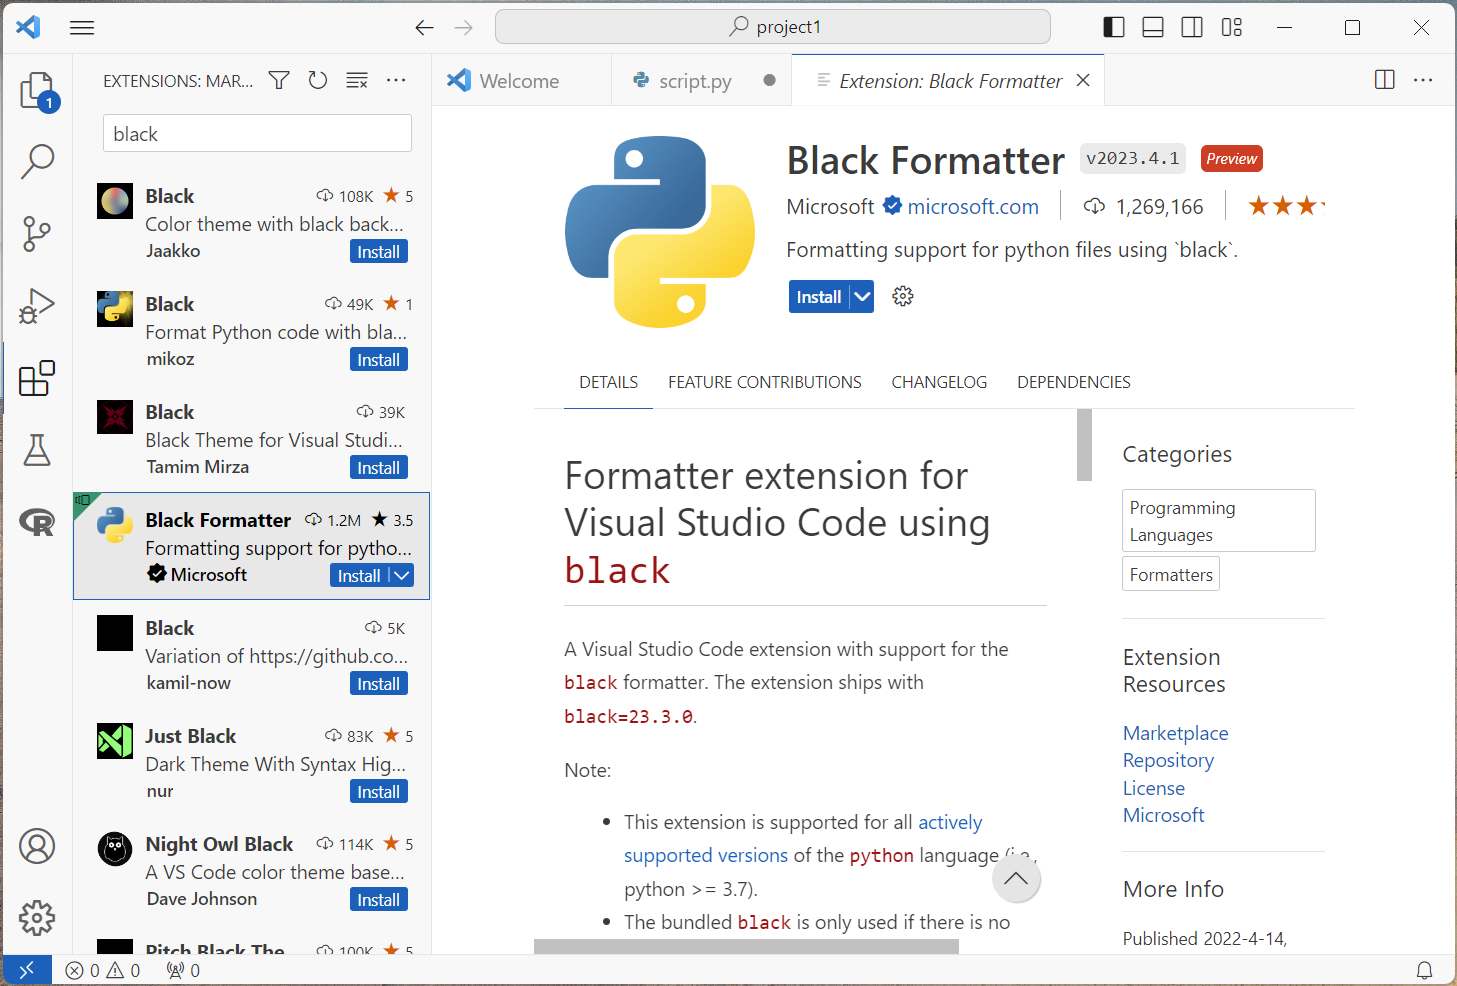 project1
EXTENSIONS: MAR...
Welcome
script.py
Extension: Black Formatter
1
black
Black 108K 5
Color theme with black back...
Jaakko Install
Black 49K 1
Format Python code with bla...
mikoz Install
Black 39K
Black Theme for Visual Studi...
Tamim Mirza Install
Black Formatter 1.2M 3.5
Formatting support for pytho...
Microsoft Install
Black 5K
Variation of https://github.co...
kamil-now Install
Just Black 83K 5
Dark Theme With Syntax Hig...
nur Install
Night Owl Black 114K 5
A VS Code color theme base...
Dave Johnson Install
Pitch Black The... 100K 5
Black Formatter v2023.4.1 Preview
Microsoft microsoft.com 1,269,166
Formatting support for python files using `black`.
Install
DETAILS FEATURE CONTRIBUTIONS CHANGELOG DEPENDENCIES
Formatter extension for
Visual Studio Code using
black
A Visual Studio Code extension with support for the
black formatter. The extension ships with
black=23.3.0.
Note:
This extension is supported for all actively
supported versions of the python language (i.e.,
python >= 3.7).
The bundled black is only used if there is no
Categories
Programming
Languages
Formatters
Extension
Resources
Marketplace
Repository
License
Microsoft
More Info
Published 2022-4-14,
0 0 0